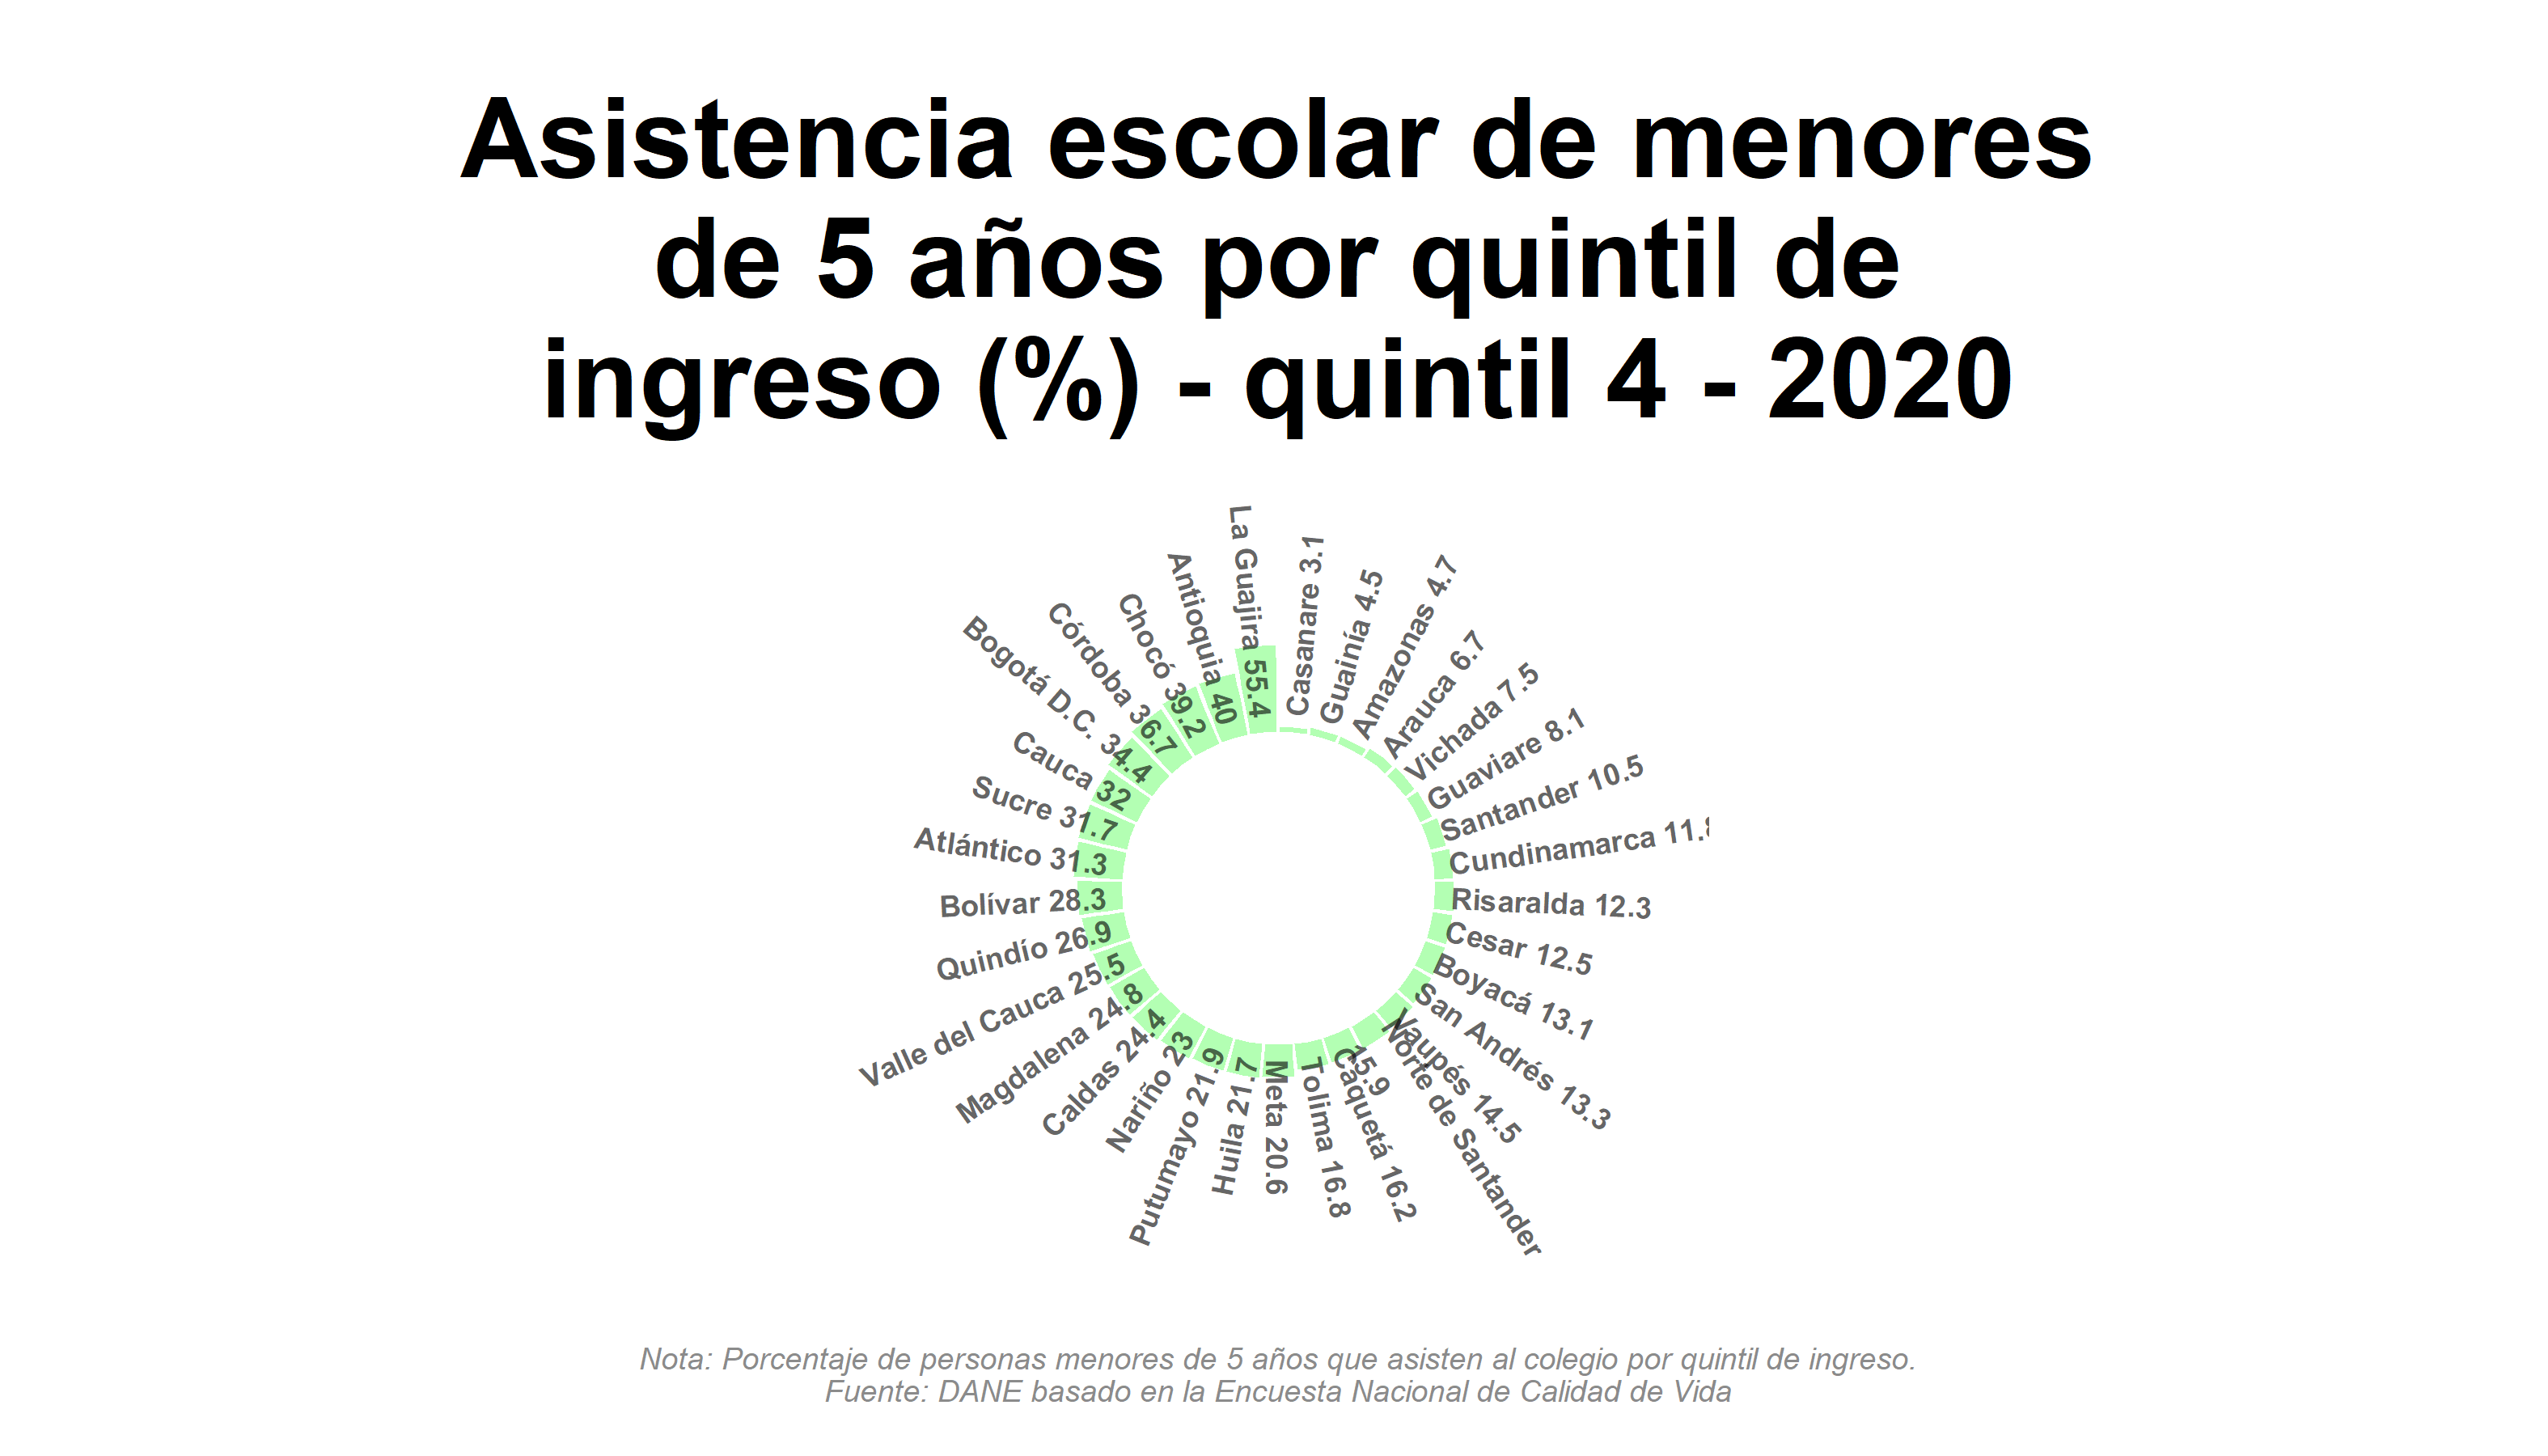 Asistencia escolar de menores
de 5 años por quintil de
ingreso (%) - quintil 4 - 2020
Casanare 3.1
Guainía 4.5
Amazonas 4.7
Arauca 6.7
Vichada 7.5
Guaviare 8.1
Santander 10.5
Cundinamarca 11.8
Risaralda 12.3
Cesar 12.5
Boyacá 13.1
San Andrés 13.3
Vaupés 14.5
Norte de Santander
15.9
Caquetá 16.2
Tolima 16.8
Meta 20.6
Huila 21.7
Putumayo 21.9
Nariño 23
Caldas 24.4
Magdalena 24.8
Valle del Cauca 25.5
Quindío 26.9
Bolívar 28.3
Atlántico 31.3
Sucre 31.7
Cauca 32
Bogotá D.C. 34.4
Córdoba 36.7
Chocó 39.2
Antioquia 40
La Guajira 55.4
Nota: Porcentaje de personas menores de 5 años que asisten al colegio por quintil de ingreso.
Fuente: DANE basado en la Encuesta Nacional de Calidad de Vida